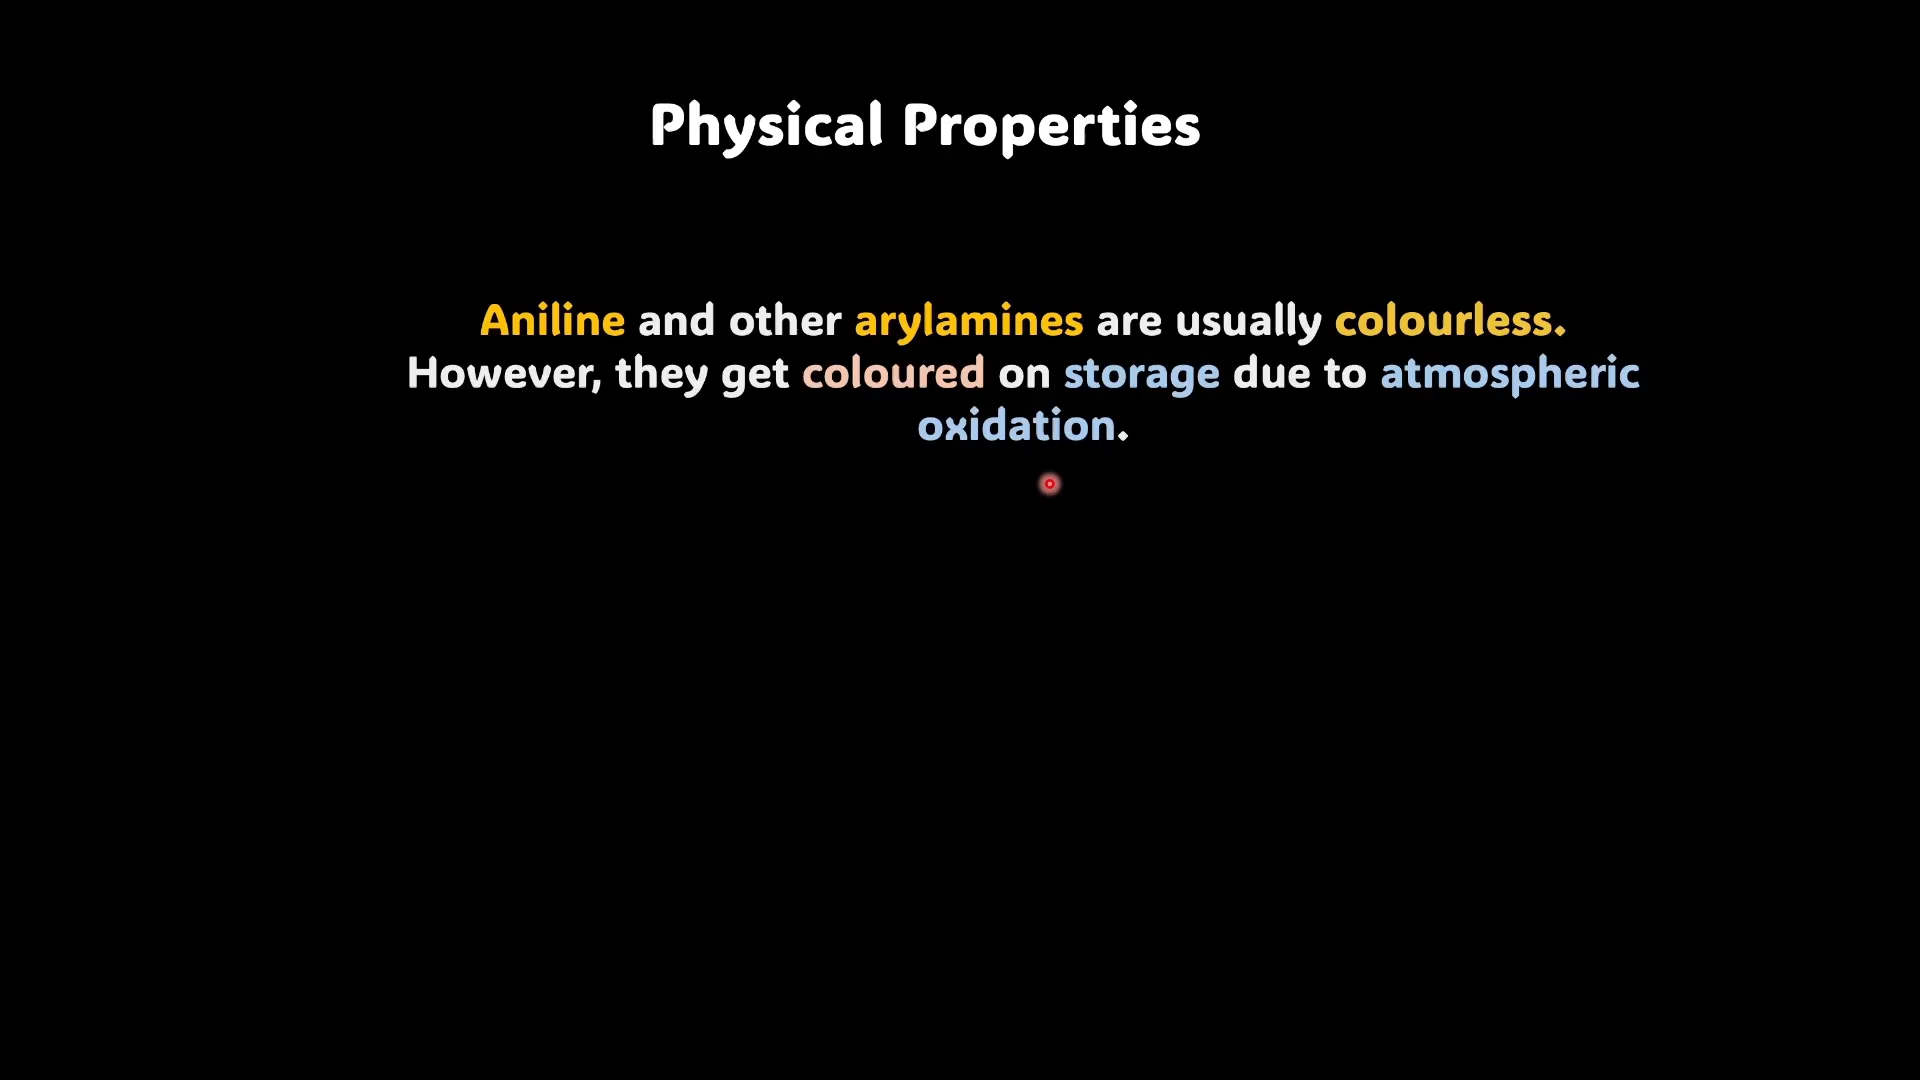 Physical Properties
Aniline and other arylamines are usually colourless.
However, they get coloured on storage due to atmospheric
oxidation.